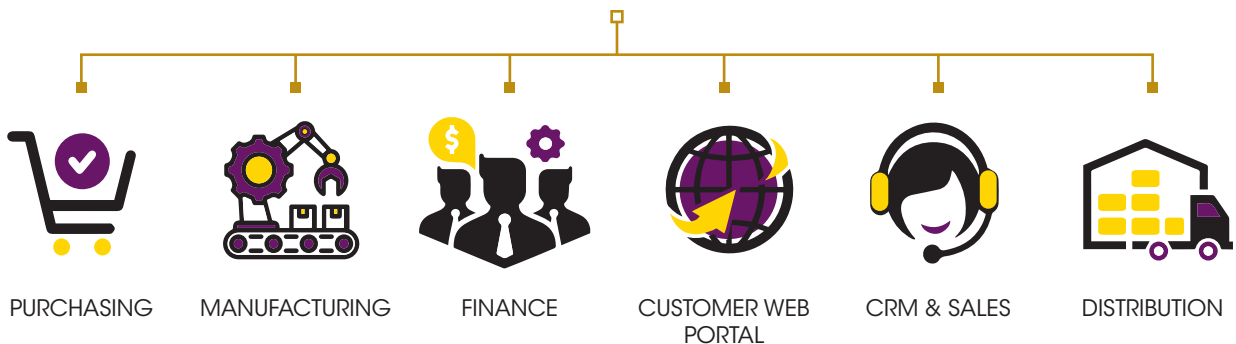 $
PURCHASING
MANUFACTURING
FINANCE
CUSTOMER WEB
PORTAL
CRM & SALES
DISTRIBUTION